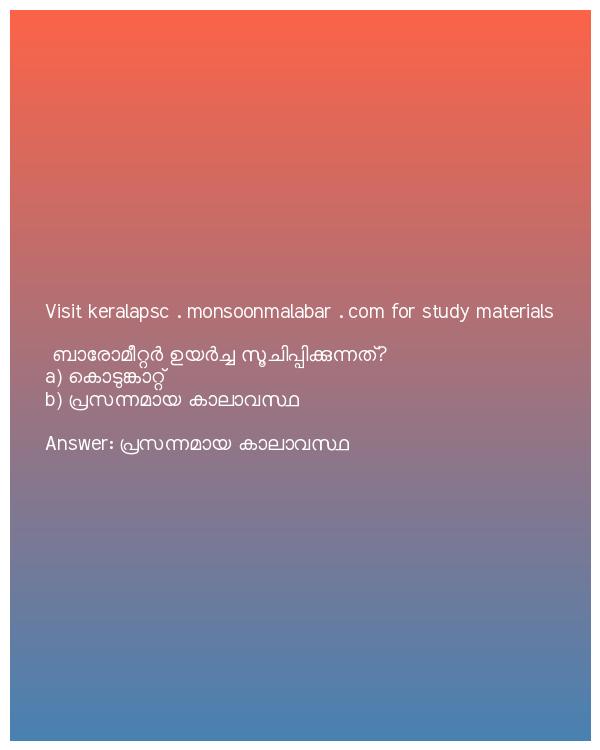 Visit keralapsc . monsoonmalabar . com for study materials
ബാരോമീറ്റർ ഉയർച്ച സൂചിപ്പിക്കുന്നത്?
a) കൊടുങ്കാറ്റ്
b) പ്രസന്നമായ കാലാവസ്ഥ
Answer: പ്രസന്നമായ കാലാവസ്ഥ